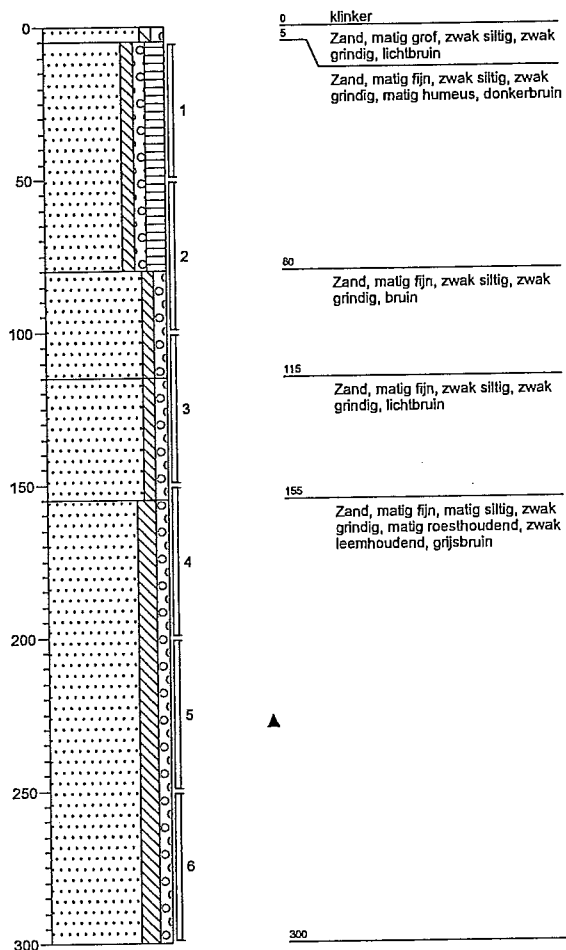 0
50
100
150
200
250
300
1
2
3
4
5
6
0 klinker
5 Zand, matig grof, zwak siltig, zwak
grindig, lichtbruin
Zand, matig fijn, zwak siltig, zwak
grindig, matig humeus, donkerbruin
80
Zand, matig fijn, zwak siltig, zwak
grindig, bruin
115
Zand, matig fijn, zwak siltig, zwak
grindig, lichtbruin
155
Zand, matig fijn, matig siltig, zwak
grindig, matig roesthoudend, zwak
leemhoudend, grijsbruin
300